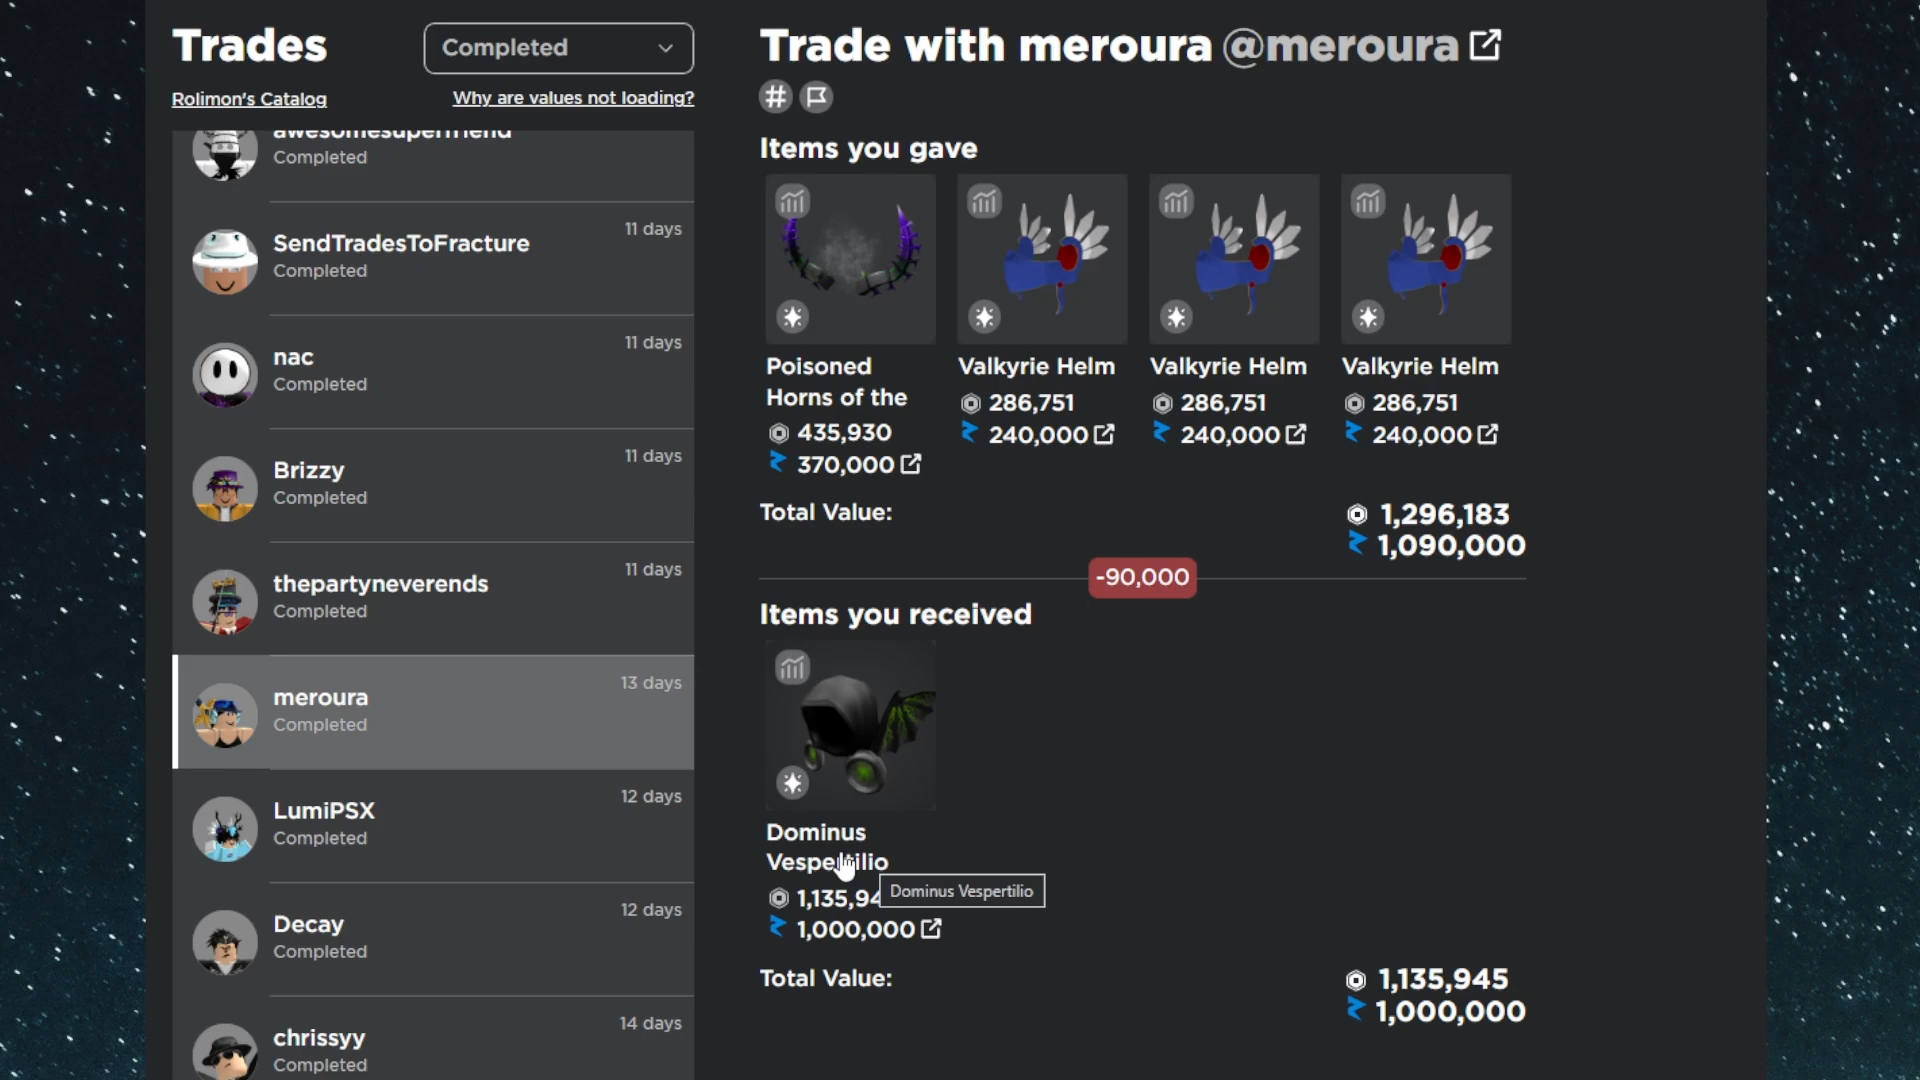 Trades
Completed
Rolimon's Catalog
Why are values not loading?
awesomesuperfriend
Completed
SendTradesToFracture
11 days
Completed
nac
11 days
Completed
Brizzy
11 days
Completed
thepartyneverends
11 days
Completed
meroura
13 days
Completed
LumiPSX
12 days
Completed
Decay
12 days
Completed
chrissyy
14 days
Completed
Trade with meroura @meroura
#
Items you gave
Poisoned
Horns of the
435,930
370,000
Valkyrie Helm
286,751
240,000
Valkyrie Helm
286,751
240,000
Valkyrie Helm
286,751
240,000
Total Value:
1,296,183
1,090,000
-90,000
Items you received
Dominus
Vespertilio
1,135,94
Dominus Vespertilio
1,000,000
Total Value:
1,135,945
1,000,000